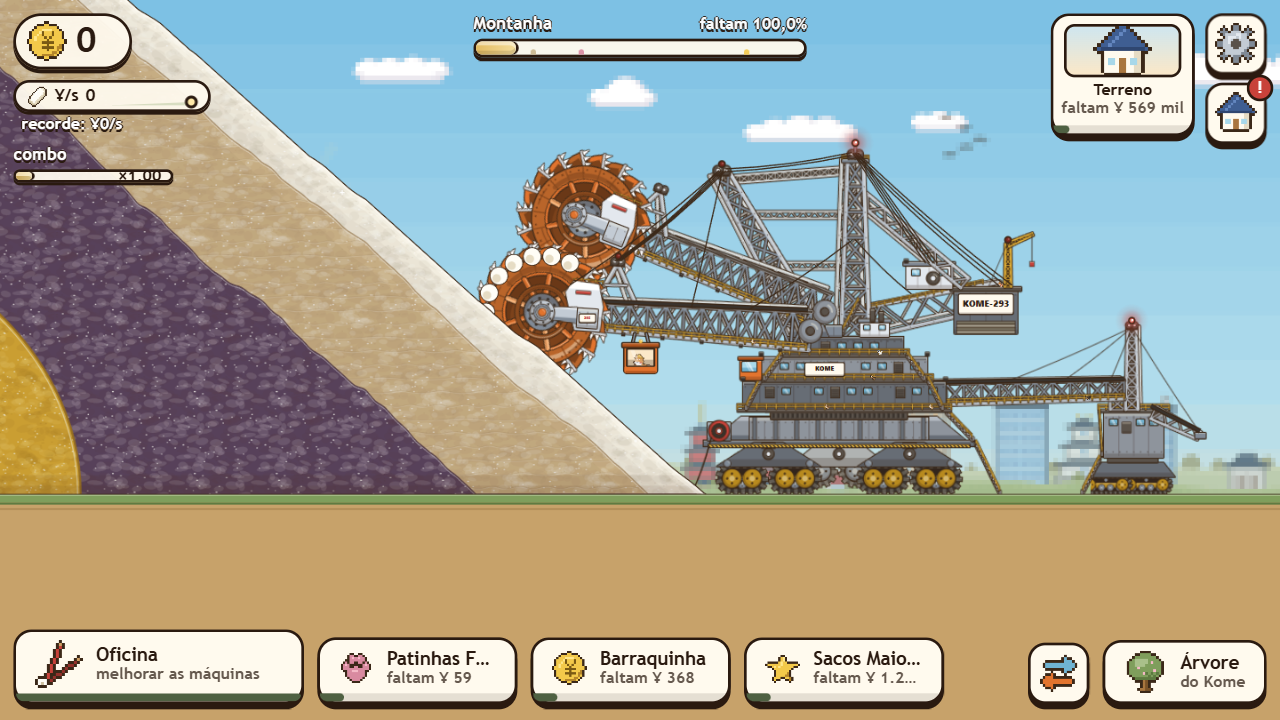 0
¥/s 0
recorde: ¥0/s
combo
x1.00
Montanha
faltam 100,0%
Terreno
faltam ¥ 569 mil
!
KOME-293
KOME
Oficina
melhorar as máquinas
Patinhas F...
faltam ¥ 59
Barraquinha
faltam ¥ 368
Sacos Maio...
faltam ¥ 1.2...
Árvore
do Kome